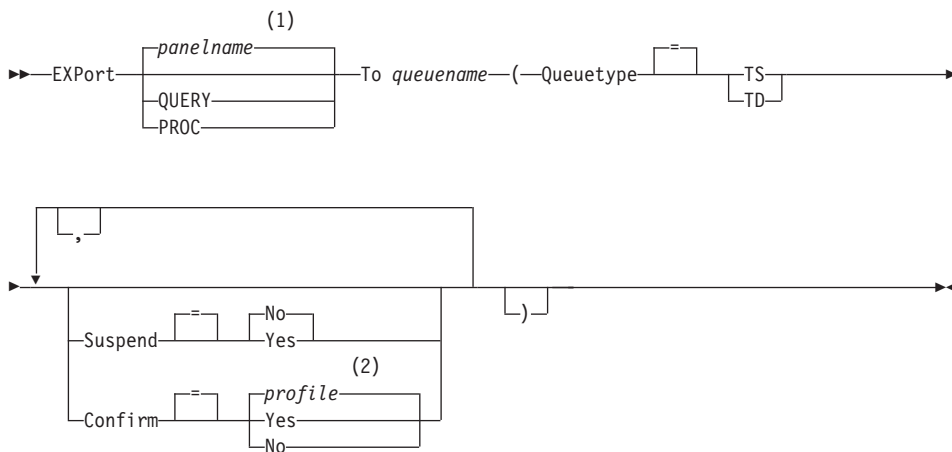 (1)
panelname
EXPort To queuename ( Queuetype = TS
QUERY TD
PROC
,
No )
Suspend = Yes
(2)
profile
Confirm = Yes
No